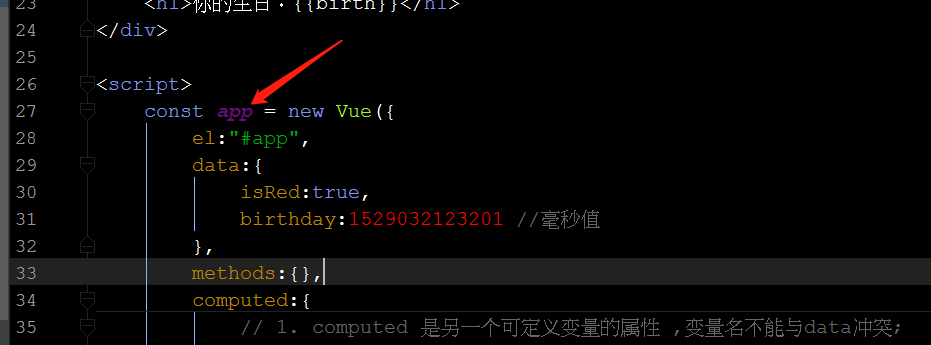 23 <h1>你的生日：{{birth}}</h1>
24 </div>
25
26 <script>
27 const app = new Vue({
28 el:"#app",
29 data:{
30 isRed:true,
31 birthday:1529032123201 //毫秒值
32 },
33 methods:{},
34 computed:{
35 // 1. computed 是另一个可定义变量的属性 ,变量名不能与data冲突;